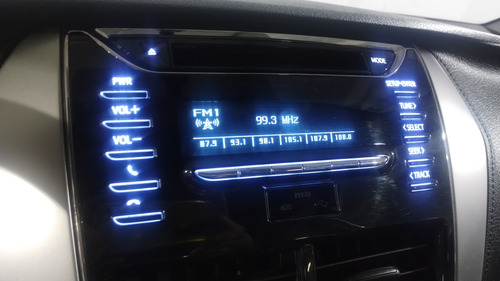 PWR
VOL+
VOL-
MODE
SETUP·ENTER
TUNE>
<SELECT
SEEK>
<TRACK
FM1
99.3 MHz
87.9 93.1 98.1 105.1 107.9 108.0